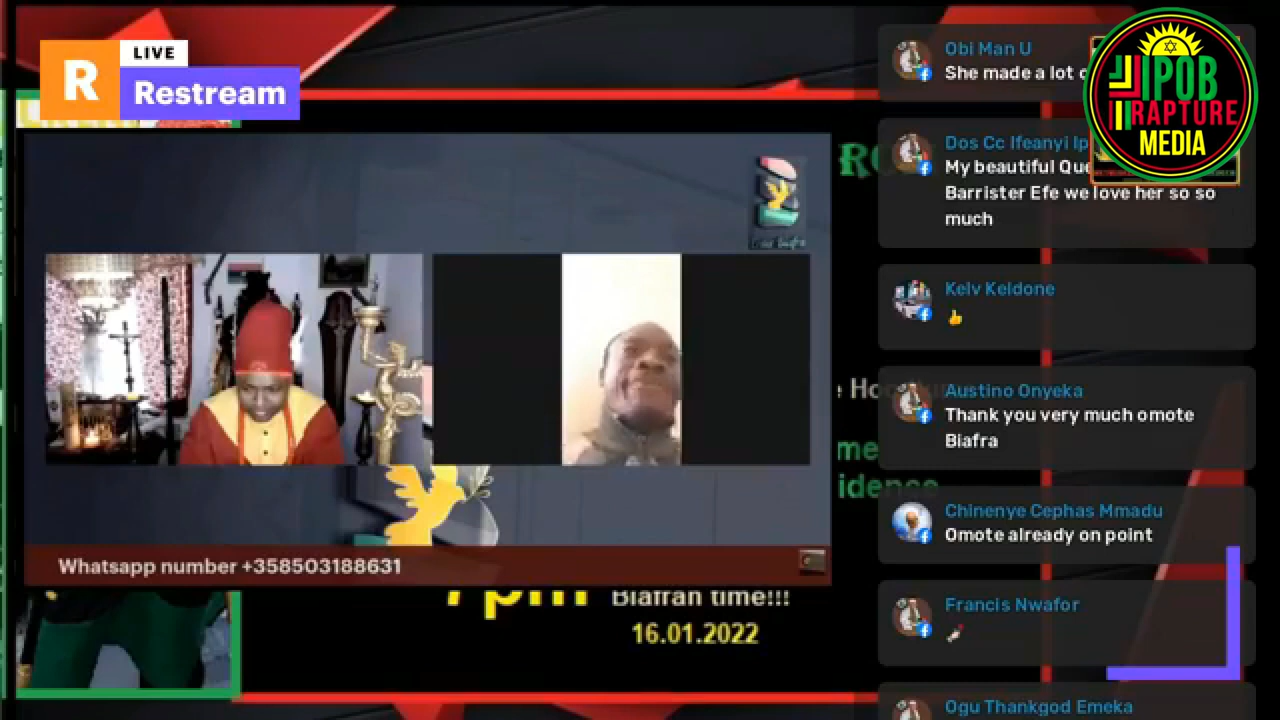 R
LIVE
Restream
Whatsapp number +358503188631
7pm
Biafran time!!!
16.01.2022
Obi Man U
She made a lot
Dos Cc Ifeanyi
My beautiful
Barrister Efe we love her so so
much
Kelv Keldone
Austino Onyeka
Thank you very much omote
Biafra
Chinenye Cephas Mmadu
Omote already on point
Francis Nwafor
Ogu Thankgod Emeka
IPOB
RAPTURE
MEDIA